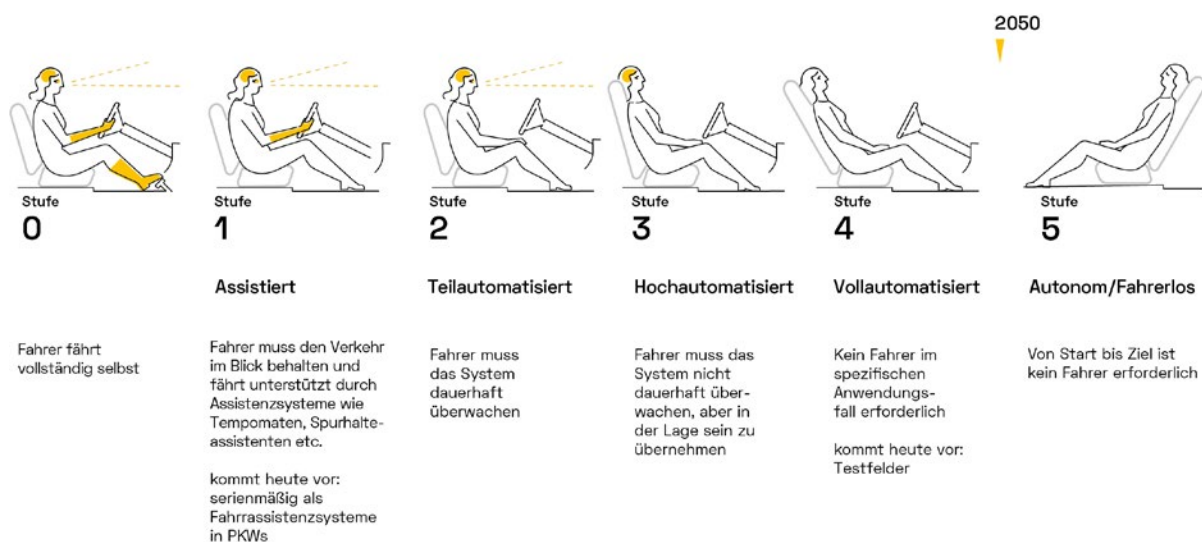 2050
Stufe
0
Fahrer fährt
vollständig selbst
Stufe
1
Assistiert
Fahrer muss den Verkehr
im Blick behalten und
fährt unterstützt durch
Assistenzsysteme wie
Tempomaten, Spurhalte-
assistenten etc.
kommt heute vor:
serienmäßig als
Fahrrassistenzsysteme
in PKWs
Stufe
2
Teilautomatisiert
Fahrer muss
das System
dauerhaft
überwachen
Stufe
3
Hochautomatisiert
Fahrer muss das
System nicht
dauerhaft über-
wachen, aber in
der Lage sein zu
übernehmen
Stufe
4
Vollautomatisiert
Kein Fahrer im
spezifischen
Anwendungs-
fall erforderlich
kommt heute vor:
Testfelder
Stufe
5
Autonom/Fahrerlos
Von Start bis Ziel ist
kein Fahrer erforderlich